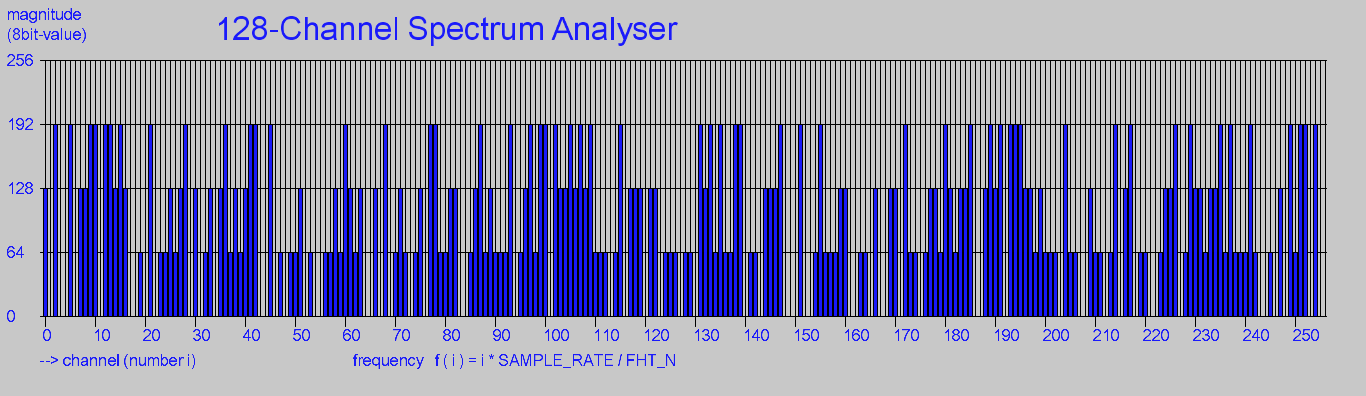 magnitude
(8bit-value)
128-Channel Spectrum Analyser
256
192
128
64
0
0 10 20 30 40 50 60 70 80 90 100 110 120 130 140 150 160 170 180 190 200 210 220 230 240 250
--> channel (number i)
frequency f ( i ) = i * SAMPLE_RATE / FHT_N